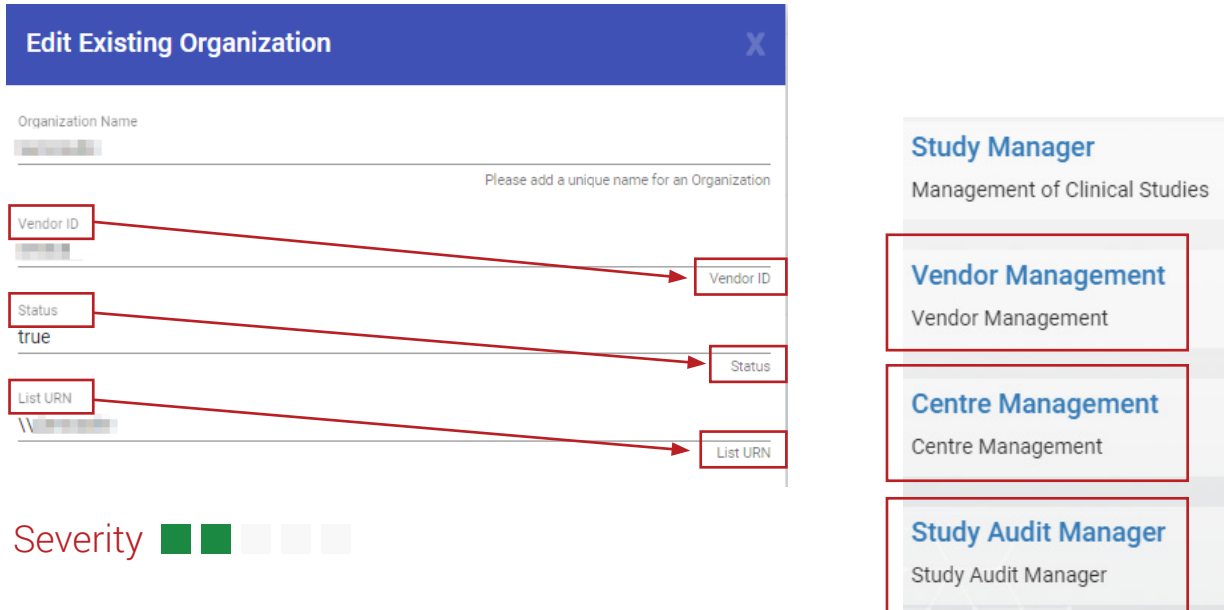 Edit Existing Organization
X
Organization Name
Please add a unique name for an Organization
Vendor ID
Vendor ID
Status
true
Status
List URN
\\
List URN
Severity
Study Manager
Management of Clinical Studies
Vendor Management
Vendor Management
Centre Management
Centre Management
Study Audit Manager
Study Audit Manager